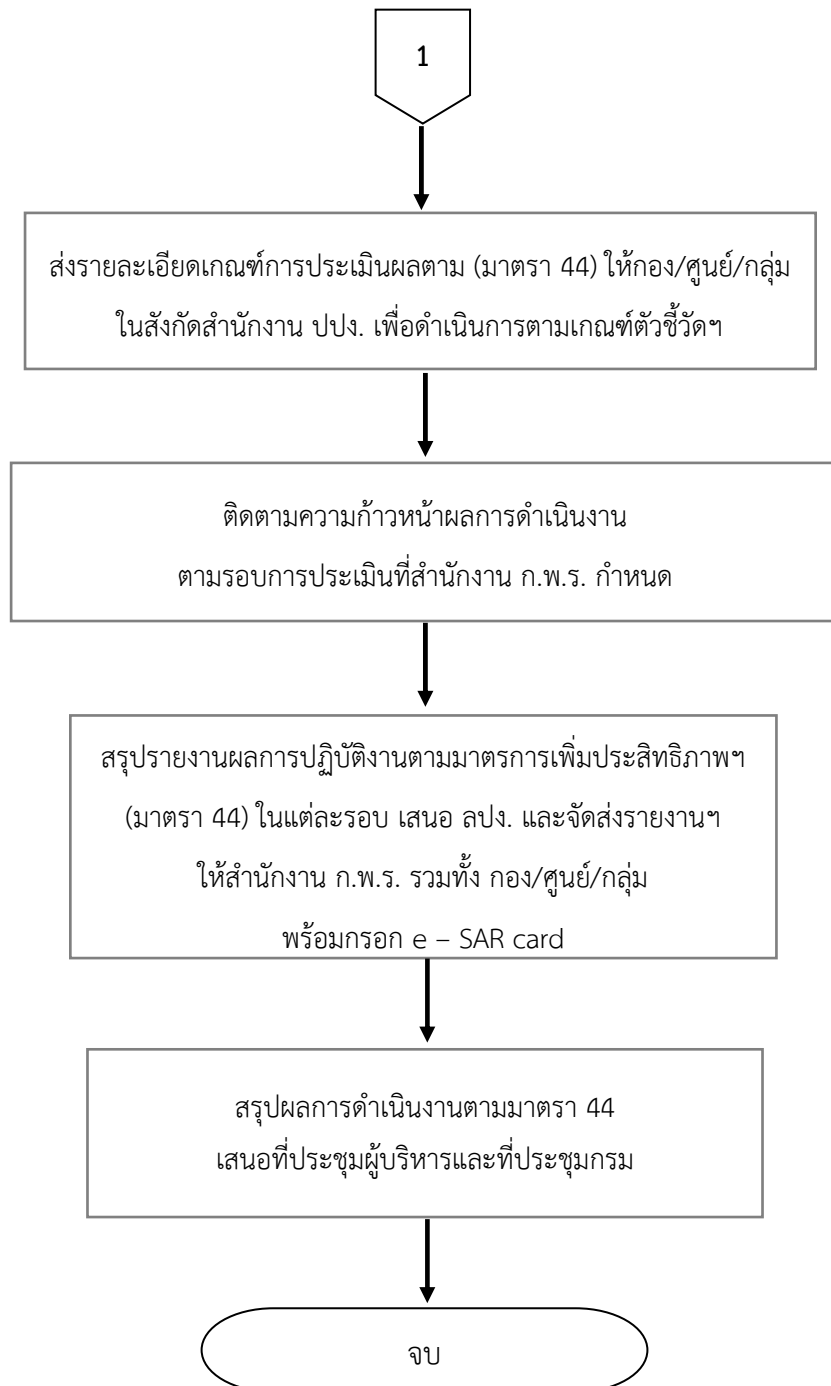 1
ส่งรายละเอียดเกณฑ์การประเมินผลตาม (มาตรา 44) ให้กอง/ศูนย์/กลุ่ม
ในสังกัดสำนักงาน ปปง. เพื่อดำเนินการตามเกณฑ์ตัวชี้วัดฯ
ติดตามความก้าวหน้าผลการดำเนินงาน
ตามรอบการประเมินที่สำนักงาน ก.พ.ร. กำหนด
สรุปรายงานผลการปฏิบัติงานตามมาตรการเพิ่มประสิทธิภาพฯ
(มาตรา 44) ในแต่ละรอบ เสนอ ลปง. และจัดส่งรายงานฯ
ให้สำนักงาน ก.พ.ร. รวมทั้ง กอง/ศูนย์/กลุ่ม
พร้อมกรอก e – SAR card
สรุปผลการดำเนินงานตามมาตรา 44
เสนอที่ประชุมผู้บริหารและที่ประชุมกรม
จบ